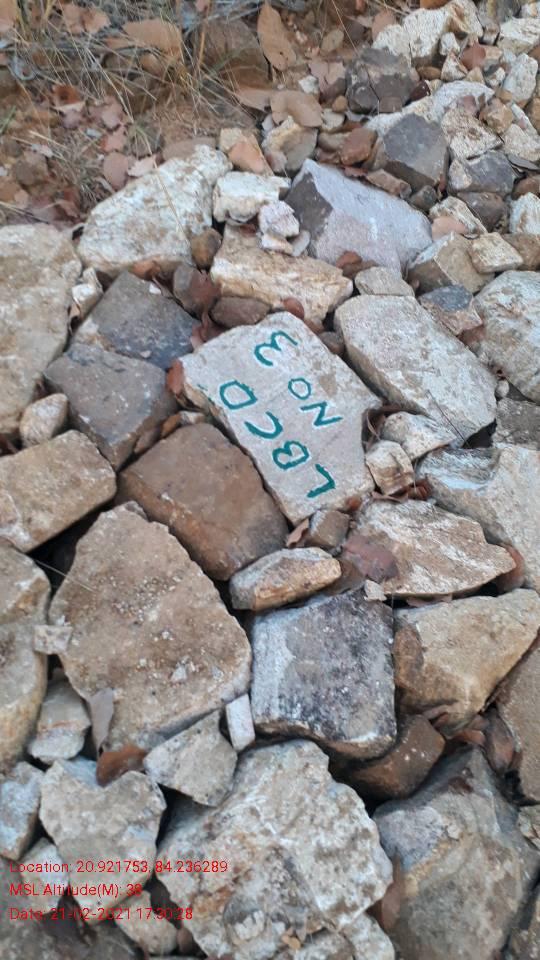 LBCD
NO 3
Location: 20.921753, 84.236289
MSL Altitude(M): 38
Date: 21-02-2021 17:30:28